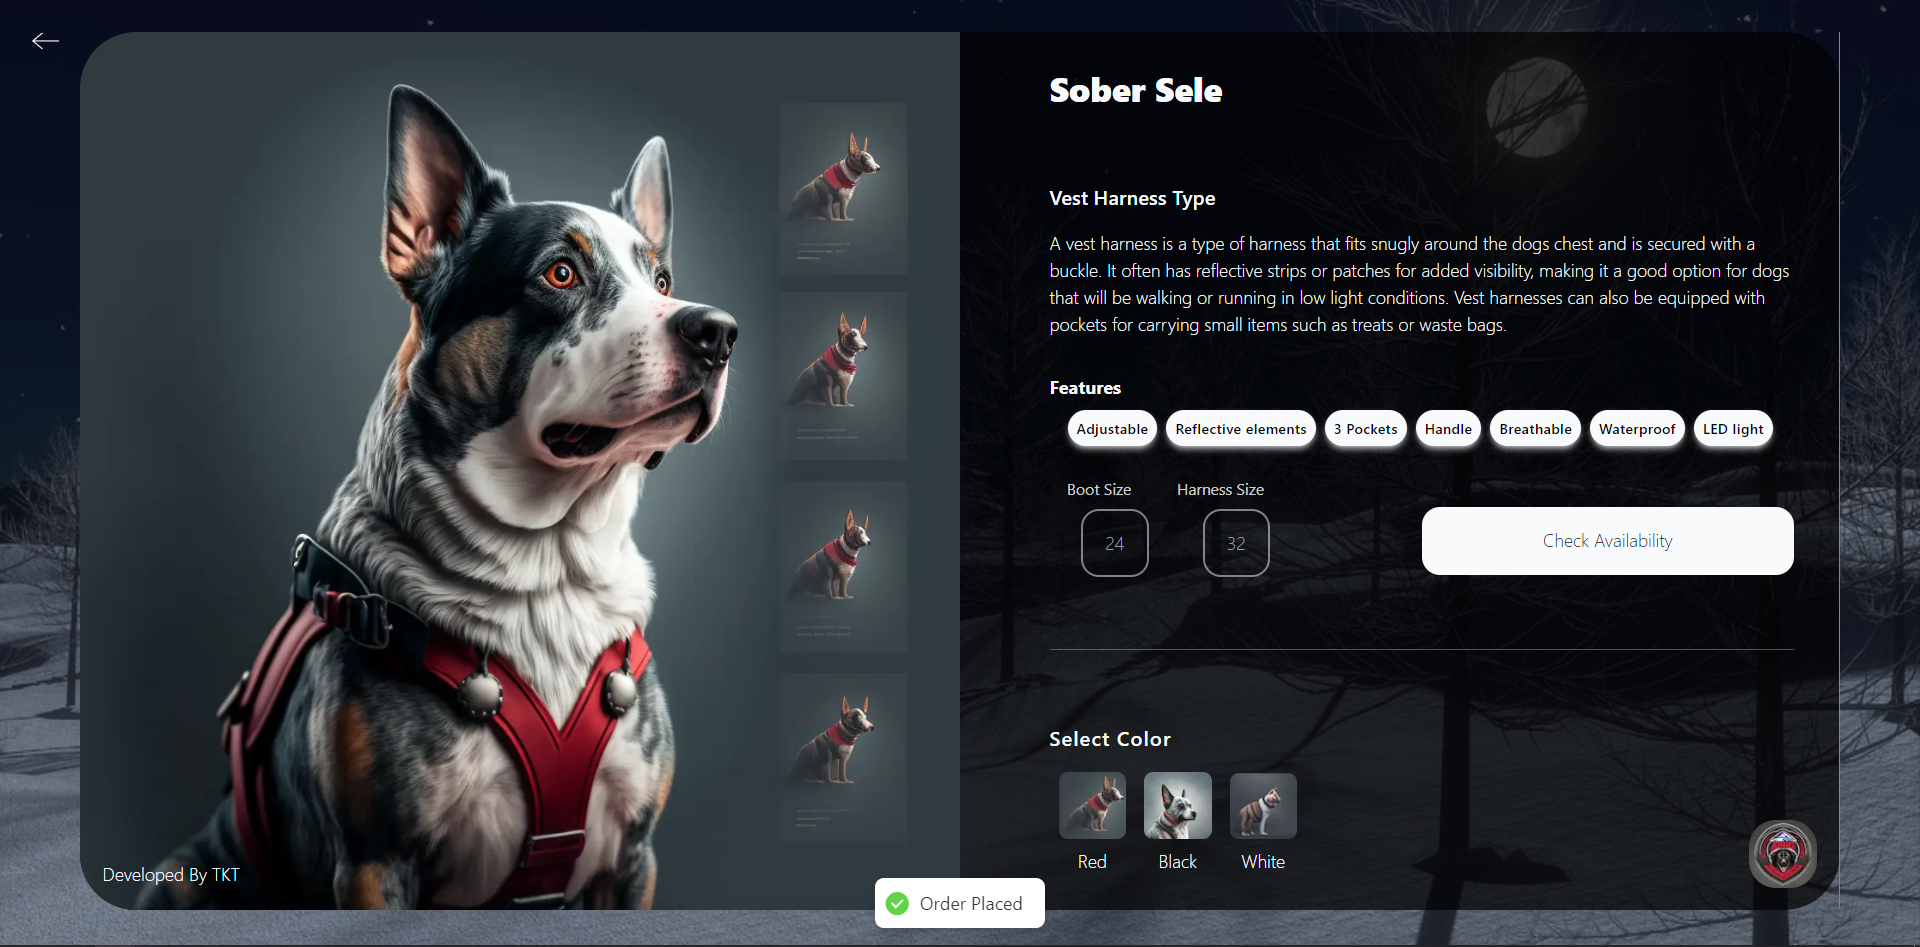 Sober Sele
Vest Harness Type
A vest harness is a type of harness that fits snugly around the dogs chest and is secured with a
buckle. It often has reflective strips or patches for added visibility, making it a good option for dogs
that will be walking or running in low light conditions. Vest harnesses can also be equipped with
pockets for carrying small items such as treats or waste bags.
Features
Adjustable Reflective elements 3 Pockets Handle Breathable Waterproof LED light
Boot Size Harness Size
24 32 Check Availability
Select Color
Red Black White
Developed By TKT
Order Placed